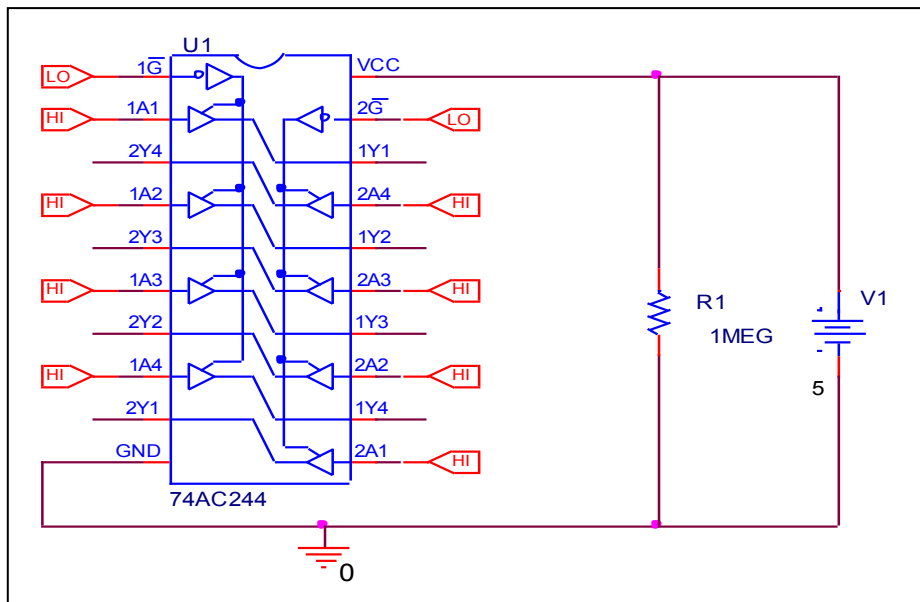 U1
LO 1G̅ VCC
HI 1A1 2G̅ LO
2Y4 1Y1
HI 1A2 2A4 HI
2Y3 1Y2
HI 1A3 2A3 HI
2Y2 1Y3
HI 1A4 2A2 HI
2Y1 1Y4
GND 2A1 HI
74AC244
R1
1MEG
V1
5
0